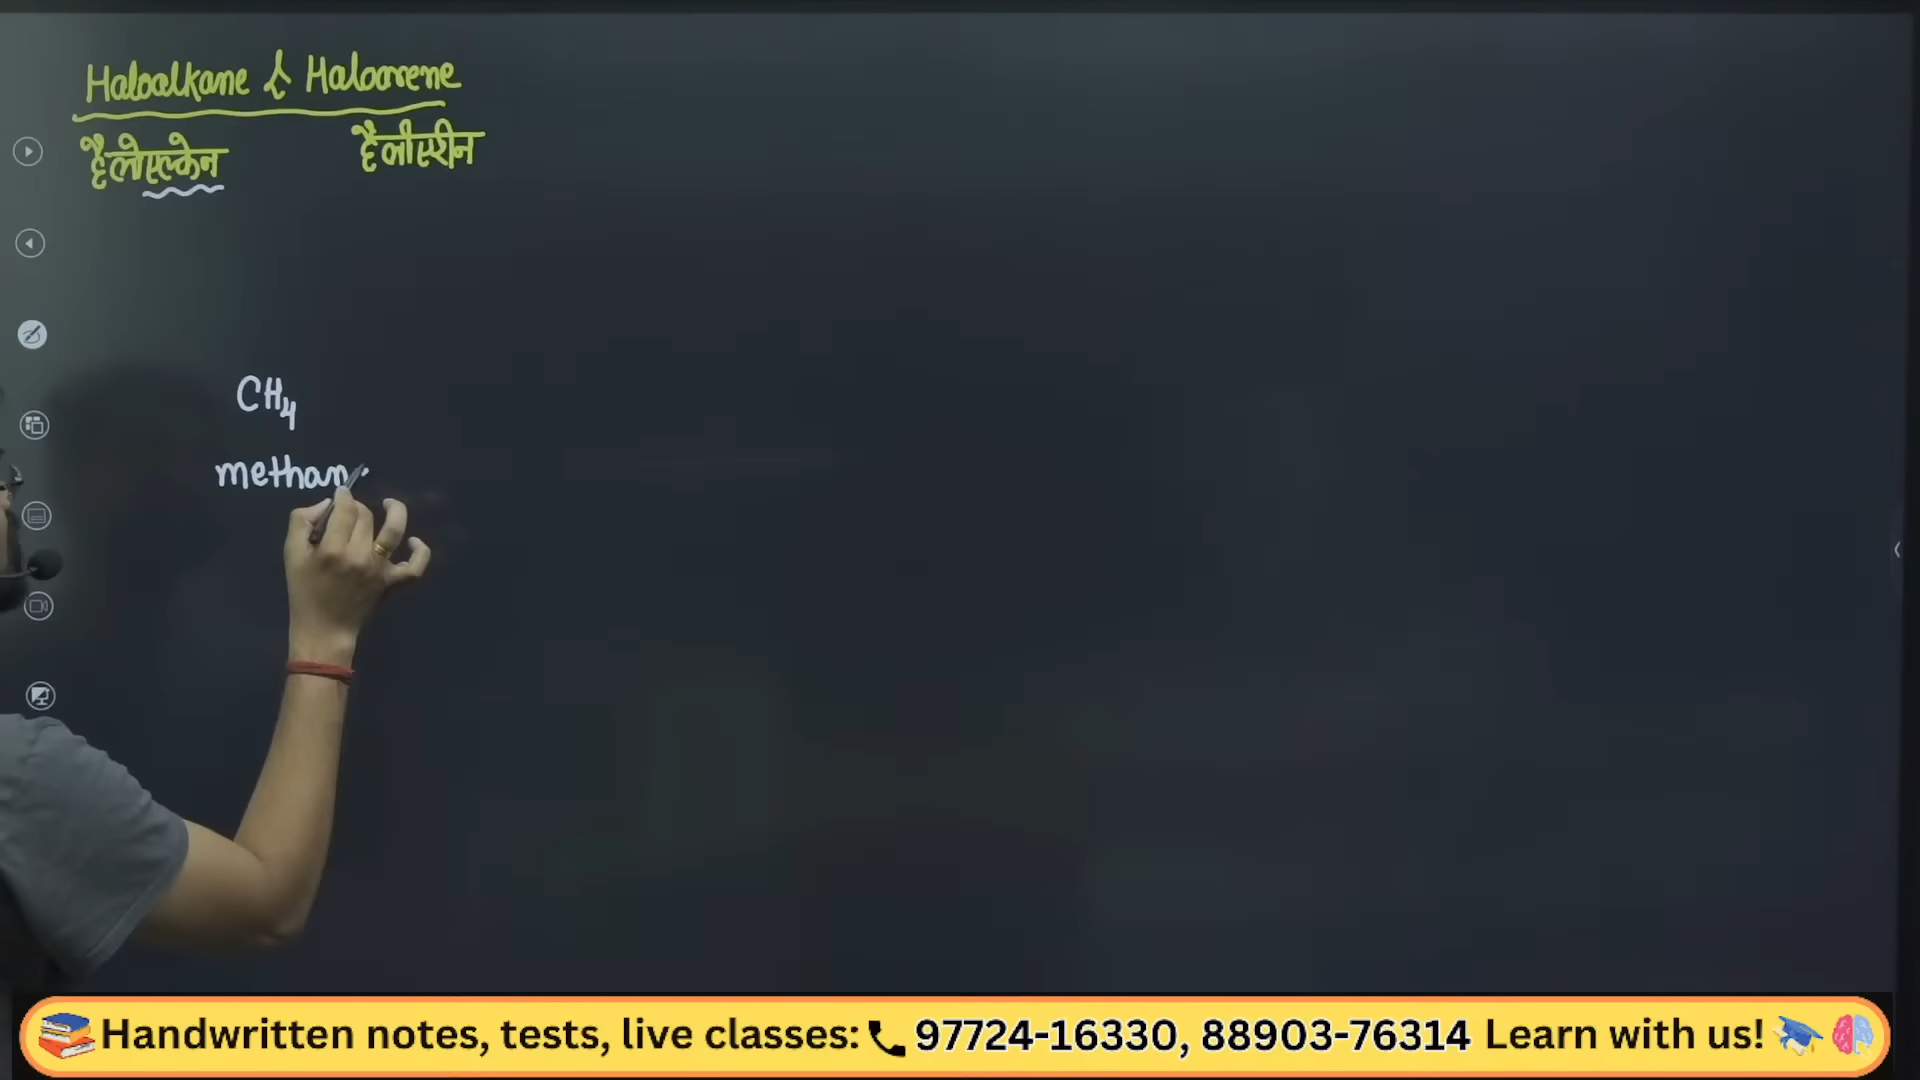 Haloalkane & Haloarene
हैलोएल्केन हैलीएरीन
CH4
methan
Handwritten notes, tests, live classes: 97724-16330, 88903-76314 Learn with us!